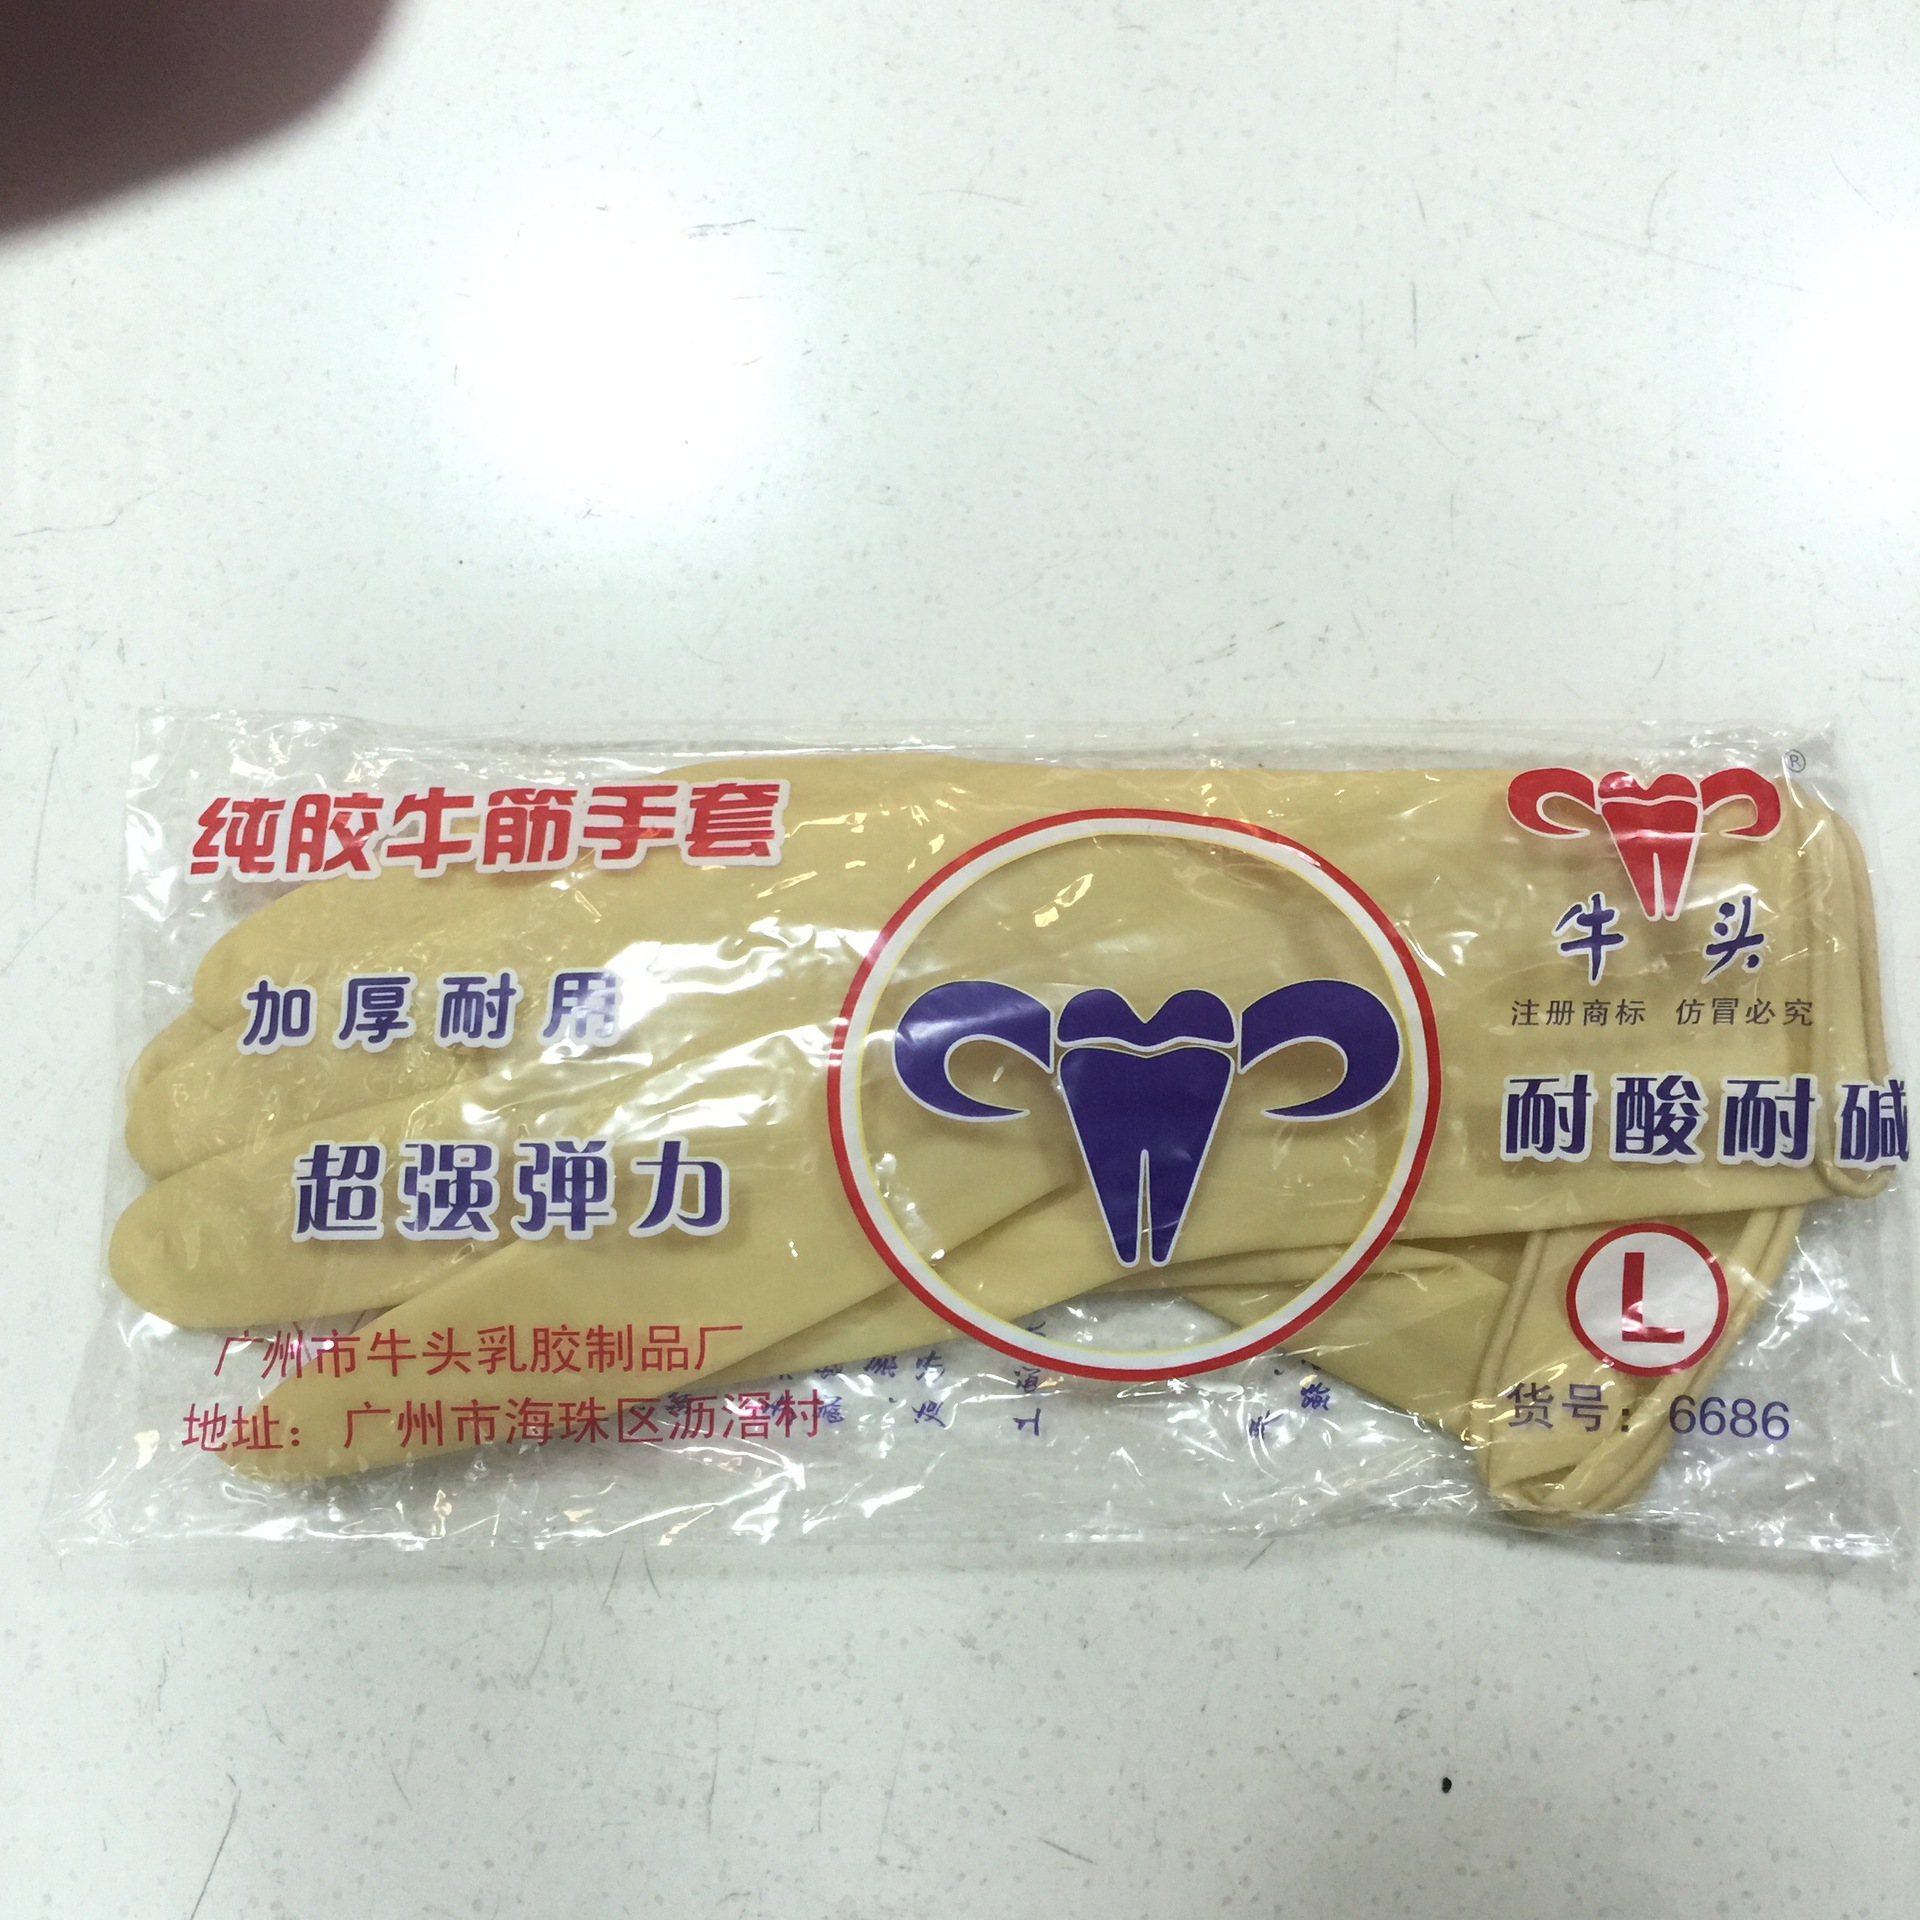 纯胶牛筋手套
®
牛 头
注册商标 仿冒必究
加厚耐用
耐酸耐碱
超强弹力
L
广州市牛头乳胶制品厂
地址：广州市海珠区沥滘村
货号：6686